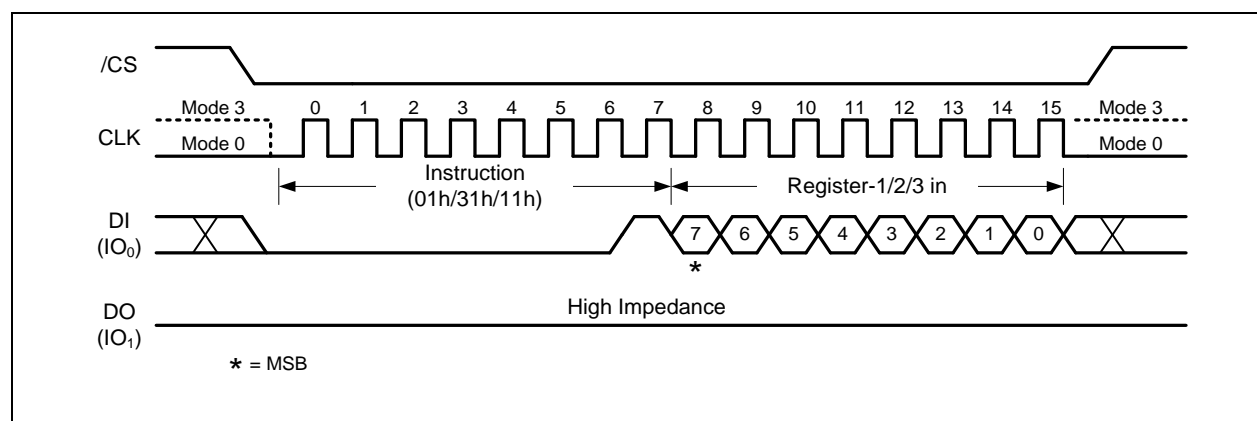 /CS
Mode 3 0 1 2 3 4 5 6 7 8 9 10 11 12 13 14 15 Mode 3
CLK
Mode 0 Mode 0
Instruction
(01h/31h/11h)
Register-1/2/3 in
DI
(IO₀)
7 6 5 4 3 2 1 0
*
High Impedance
DO
(IO₁)
* = MSB